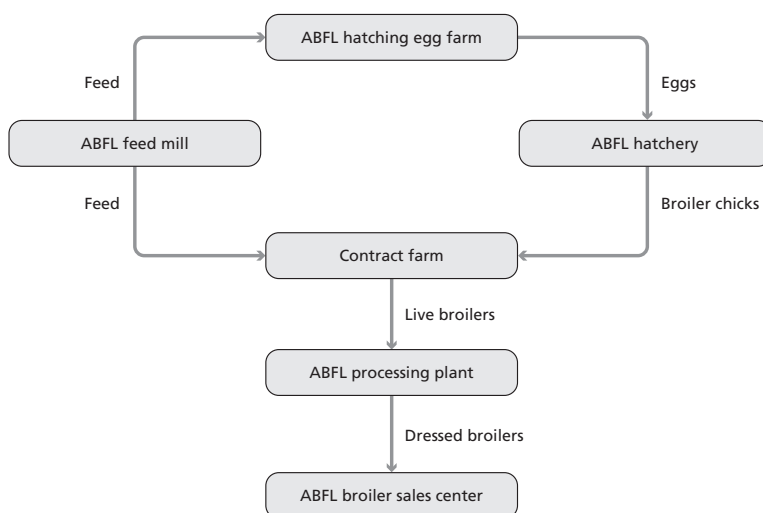 ABFL hatching egg farm
Feed
Eggs
ABFL feed mill
ABFL hatchery
Feed
Broiler chicks
Contract farm
Live broilers
ABFL processing plant
Dressed broilers
ABFL broiler sales center